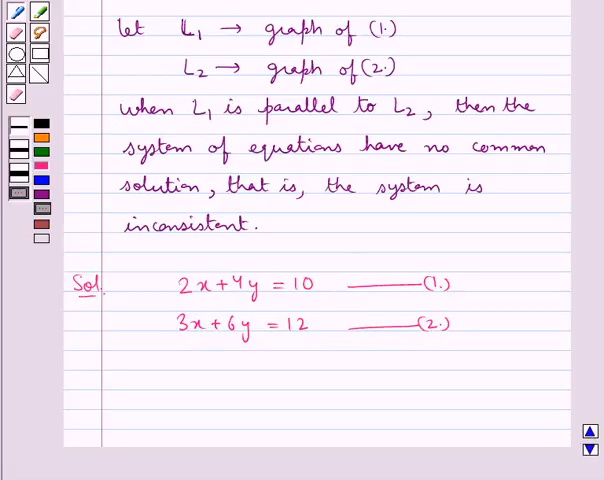 let L1 → graph of (1.)
L2 → graph of (2.)
when L1 is parallel to L2, then the
system of equations have no common
solution, that is, the system is
inconsistent.
Sol. 2x+4y = 10 ——— (1.)
3x+6y = 12 ——— (2.)